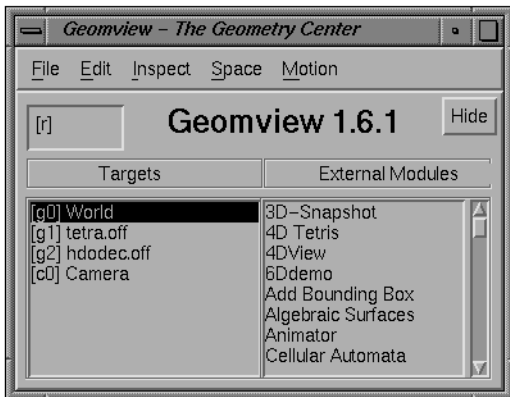 Geomview – The Geometry Center
File Edit Inspect Space Motion
[r]
Geomview 1.6.1
Hide
Targets
External Modules
[g0] World
[g1] tetra.off
[g2] hdodec.off
[c0] Camera
3D–Snapshot
4D Tetris
4DView
6Ddemo
Add Bounding Box
Algebraic Surfaces
Animator
Cellular Automata